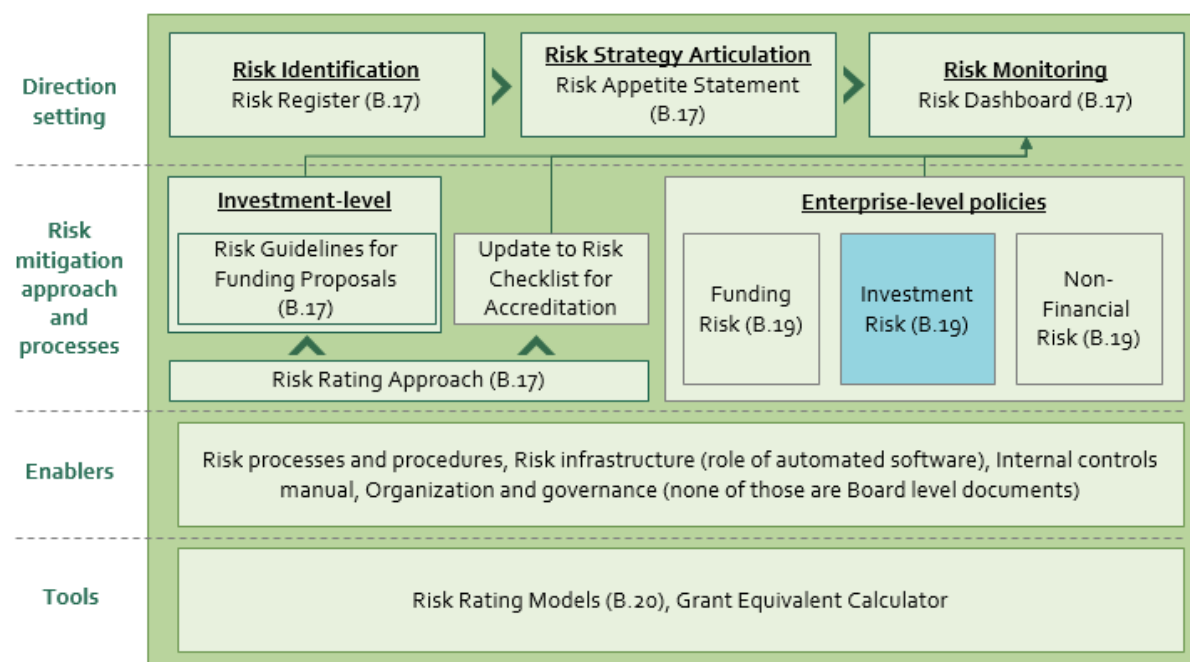 Direction
setting
Risk Identification
Risk Register (B.17)
Risk Strategy Articulation
Risk Appetite Statement
(B.17)
Risk Monitoring
Risk Dashboard (B.17)
Risk
mitigation
approach
and
processes
Investment-level
Risk Guidelines for
Funding Proposals
(B.17)
Update to Risk
Checklist for
Accreditation
Risk Rating Approach (B.17)
Enterprise-level policies
Funding
Risk (B.19)
Investment
Risk (B.19)
Non-
Financial
Risk (B.19)
Enablers
Risk processes and procedures, Risk infrastructure (role of automated software), Internal controls
manual, Organization and governance (none of those are Board level documents)
Tools
Risk Rating Models (B.20), Grant Equivalent Calculator